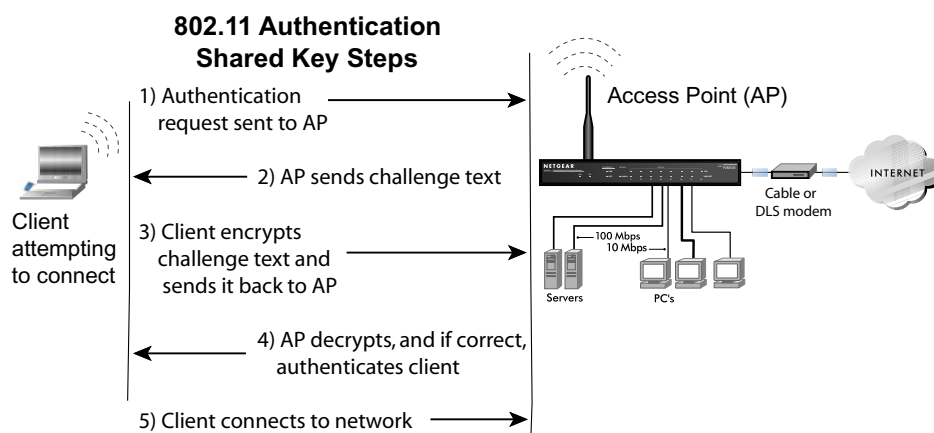 802.11 Authentication
Shared Key Steps
1) Authentication
request sent to AP
Access Point (AP)
NETGEAR
2) AP sends challenge text
Cable or
DLS modem
INTERNET
Client
attempting
to connect
3) Client encrypts
challenge text and
sends it back to AP
100 Mbps
10 Mbps
Servers
PC's
4) AP decrypts, and if correct,
authenticates client
5) Client connects to network